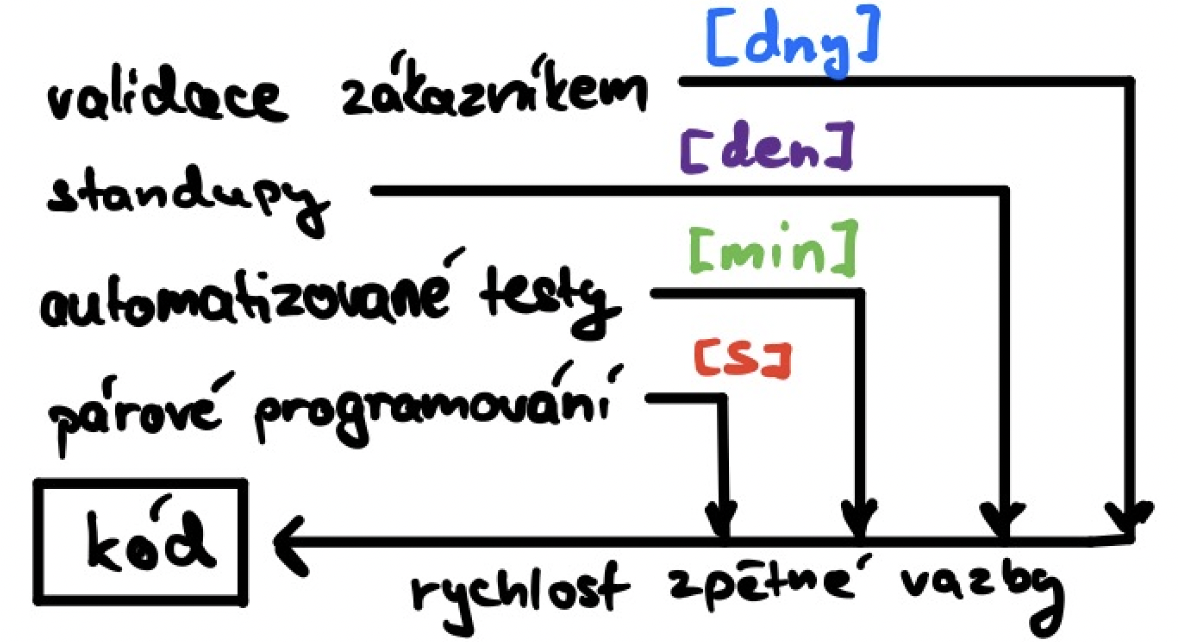 [dny]
validace zákazníkem
[den]
standupy
[min]
automatizované testy
[s]
párové programování
kód
rychlost zpětné vazby